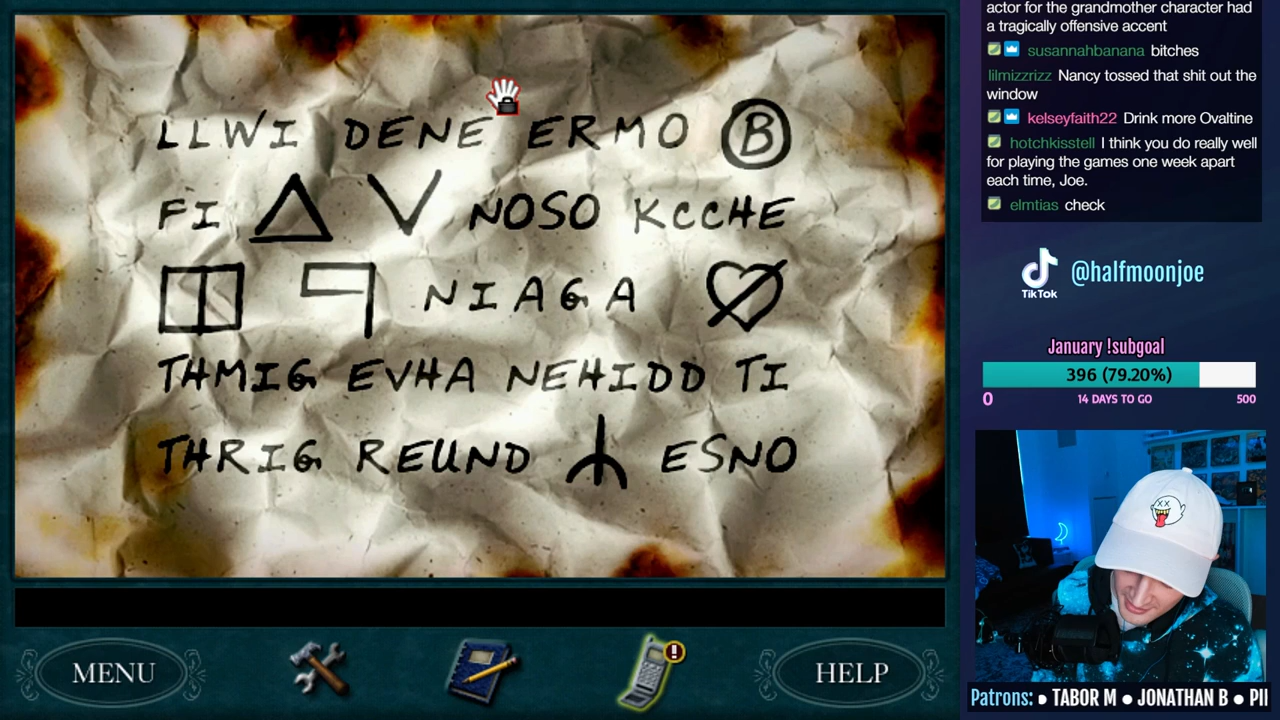 LLWI DENE ERMO B
FI NOSO KCCHE
NIAGA
THMIG EVHA NEHIDD TI
THRIG REUND ESNO
MENU
HELP
actor for the grandmother character had
a tragically offensive accent
susannahbanana bitches
lilmizzrizz Nancy tossed that shit out the
window
kelseyfaith22 Drink more Ovaltine
hotchkisstell I think you do really well
for playing the games one week apart
each time, Joe.
elmtias check
TikTok
@halfmoonjoe
January !subgoal
396 (79.20%)
0 14 DAYS TO GO 500
Patrons: ● TABOR M ● JONATHAN B ● PII